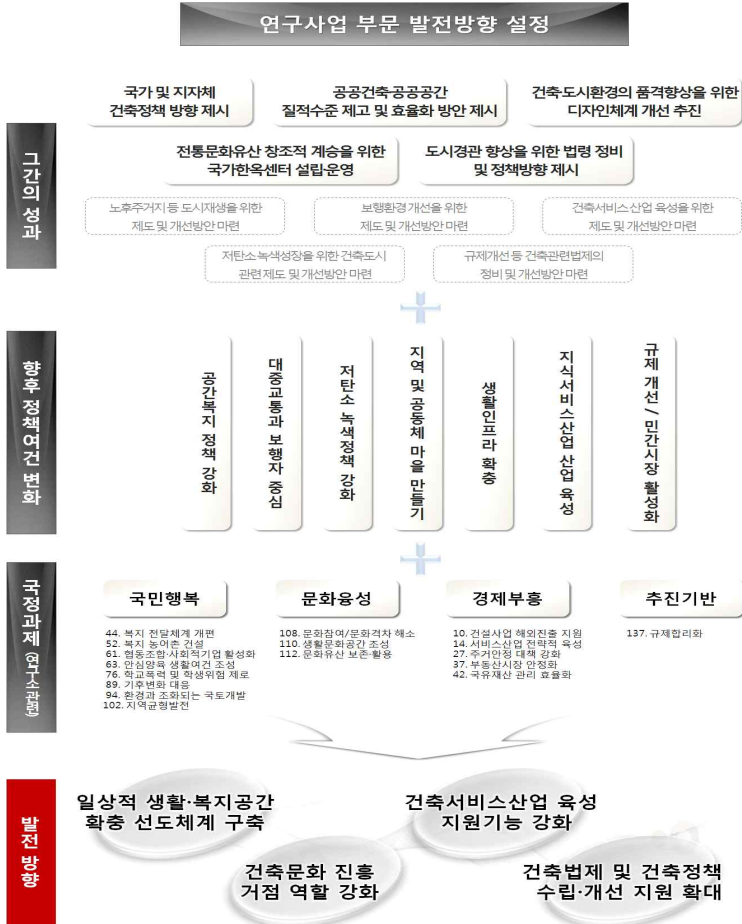 연구사업 부문 발전방향 설정
그간의 성과
국가 및 지자체
건축정책 방향 제시
공공건축·공공공간
질적수준 제고 및 효율화 방안 제시
건축·도시환경의 품격향상을 위한
디자인체계 개선 추진
전통문화유산 창조적 계승을 위한
국가한옥센터 설립·운영
도시경관 향상을 위한 법령 정비
및 정책방향 제시
노후주거지 등 도시재생을 위한
제도 및 개선방안 마련
보행환경 개선을 위한
제도 및 개선방안 마련
건축서비스 산업 육성을 위한
제도 및 개선방안 마련
저탄소 녹색성장을 위한 건축도시
관련 제도 및 개선방안 마련
규제개선 등 건축관련법제의
정비 및 개선방안 마련
향후 정책여건 변화
공간복지 정책 강화
대중교통과 보행자 중심
저탄소 녹색정책 강화
지역 및 공동체 마을 만들기
생활인프라 확충
지식서비스산업 산업 육성
규제 개선 / 민간시장 활성화
국정과제 (연구소관련)
국민행복
44. 복지 전달체계 개편
52. 복지 농어촌 건설
61. 협동조합·사회적기업 활성화
63. 안심양육 생활여건 조성
76. 학교폭력 및 학생위험 제로
89. 기후변화 대응
94. 환경과 조화되는 국토개발
102. 지역균형발전
문화융성
108. 문화참여/문화격차 해소
110. 생활문화공간 조성
112. 문화유산 보존·활용
경제부흥
10. 건설사업 해외진출 지원
14. 서비스산업 전략적 육성
27. 주거안정 대책 강화
37. 부동산시장 안정화
42. 국유재산 관리 효율화
추진기반
137. 규제합리화
발전 방향
일상적 생활·복지공간
확충 선도체계 구축
건축서비스산업 육성
지원기능 강화
건축문화 진흥
거점 역할 강화
건축법제 및 건축정책
수립·개선 지원 확대